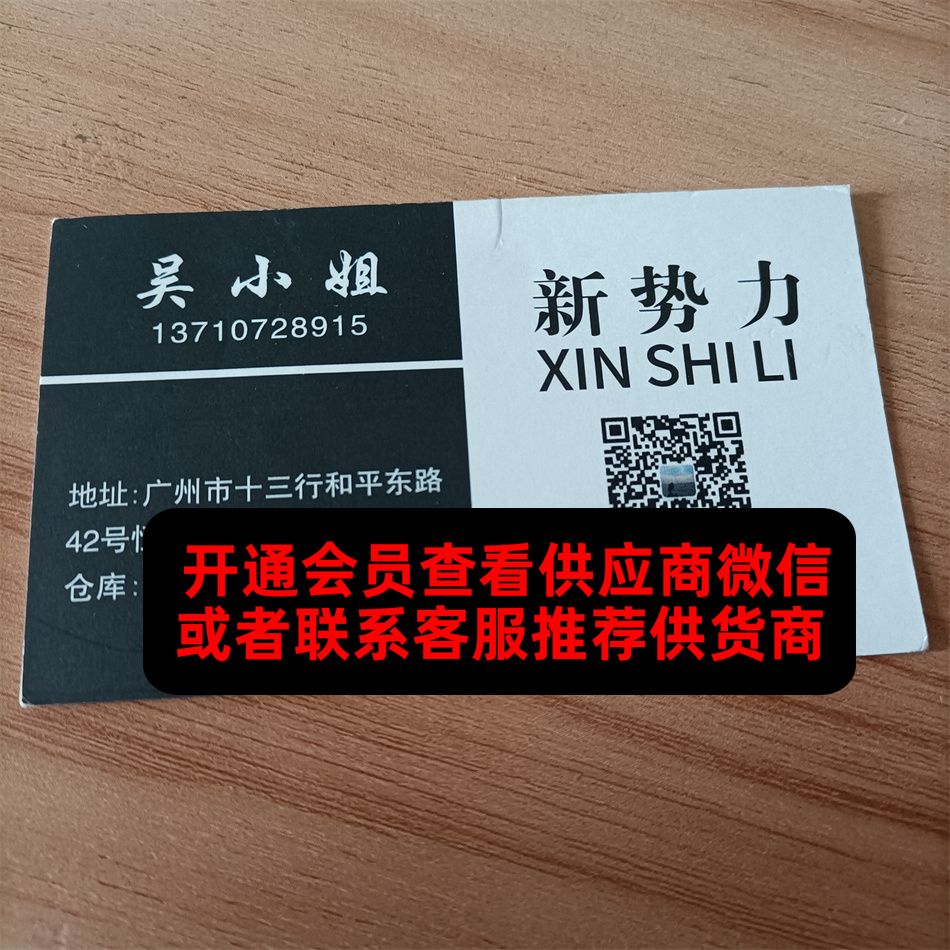 吴小姐
13710728915
地址:广州市十三行和平东路
42号
仓库:
新势力
XIN SHI LI
开通会员查看供应商微信
或者联系客服推荐供货商